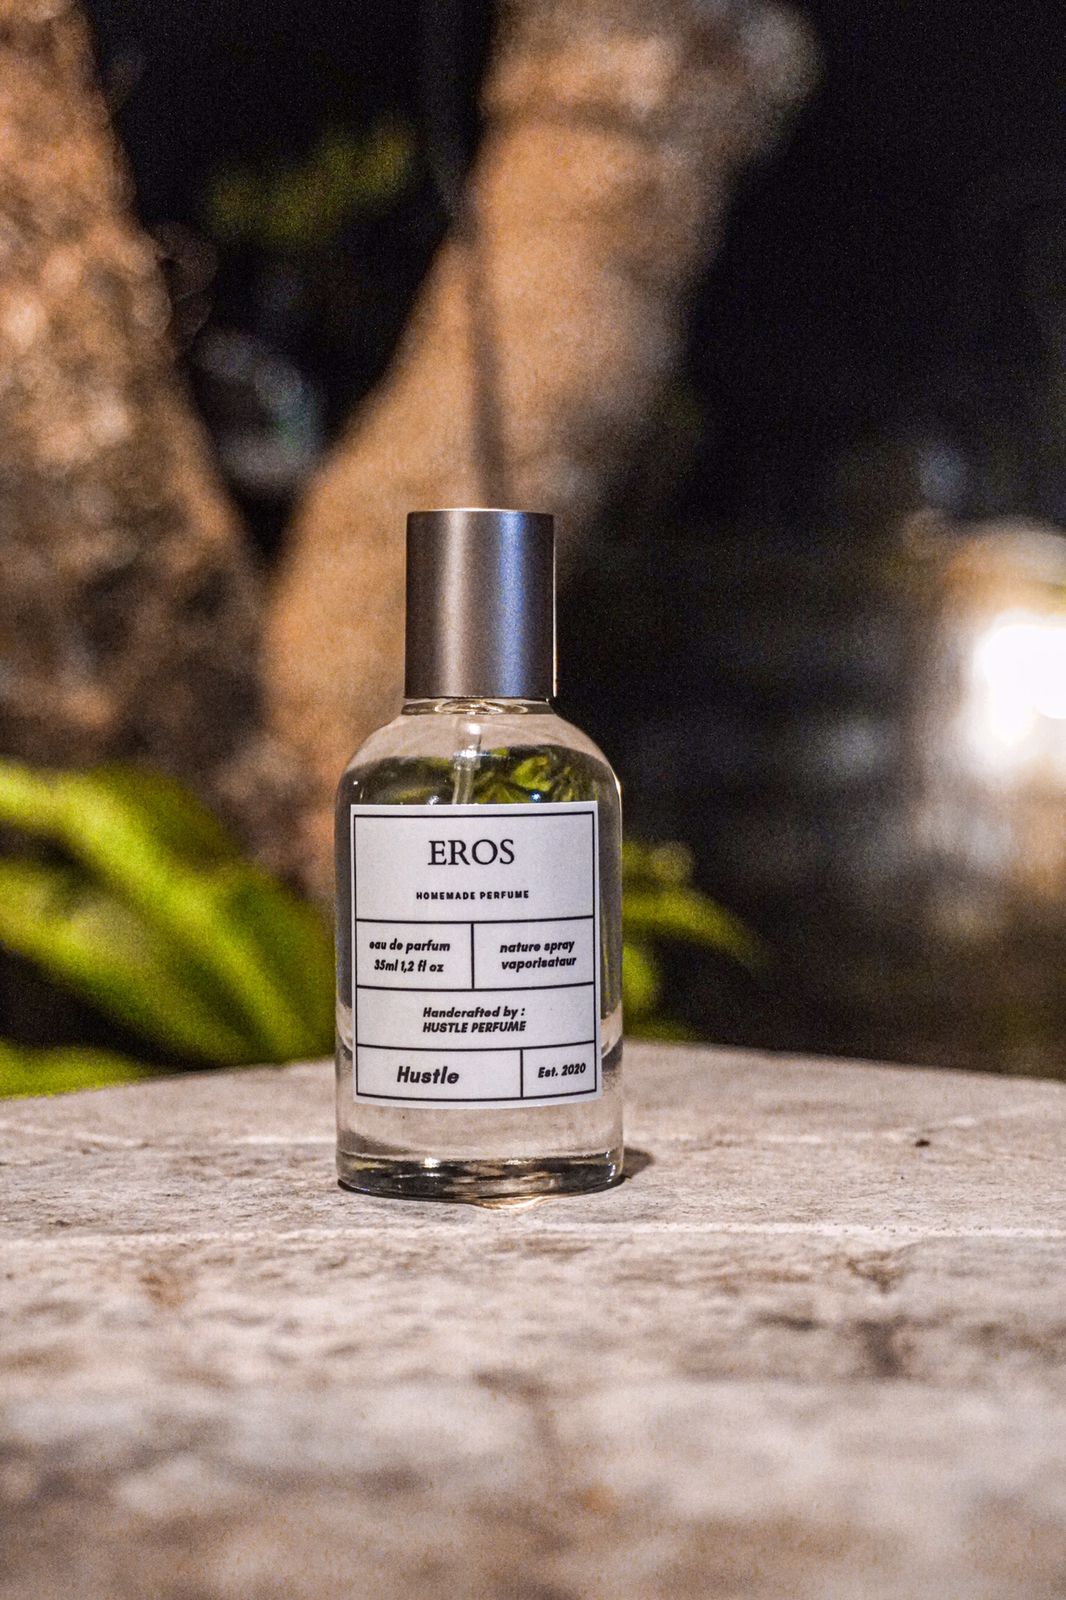 EROS
HOMEMADE PERFUME
eau de parfum
35ml 1,2 fl oz
nature spray
vaporisataur
Handcrafted by :
HUSTLE PERFUME
Hustle
Est. 2020